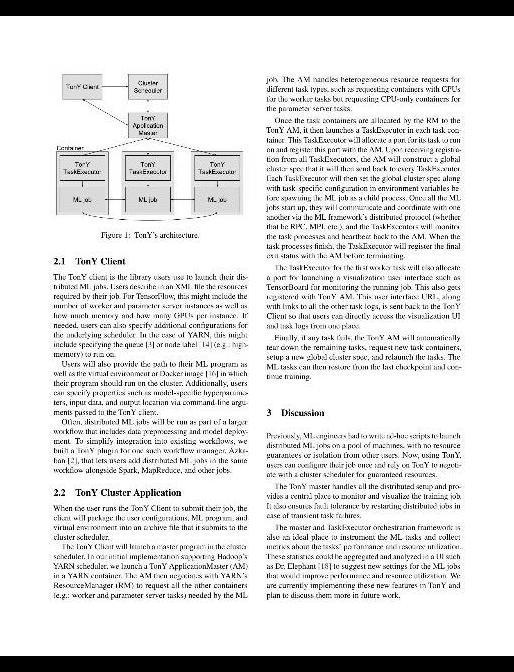 TonY Client
Cluster
Scheduler
TonY
Application
Master
Container
TonY
TaskExecutor
TonY
TaskExecutor
TonY
TaskExecutor
ML job
ML job
ML job
Figure 1: TonY's architecture.
2.1 TonY Client
The TonY client is the library users use to launch their dis-
tributed ML jobs. Users describe in an XML file the resources
required by their job. For TensorFlow, this might include the
number of worker and parameter server instances as well as
how much memory and how many GPUs per instance. If
needed, users can also specify additional configurations for
the underlying scheduler. In the case of YARN, this might
include specifying the queue [3] or node label [14] (e.g.: high-
memory) to run on.
Users will also provide the path to their ML program as
well as the virtual environment or Docker image [16] in which
their program should run on the cluster. Additionally, users
can specify properties such as model-specific hyperparame-
ters, input data, and output location via command-line argu-
ments passed to the TonY client.
Often, distributed ML jobs will be run as part of a larger
workflow that includes data preprocessing and model deploy-
ment. To simplify integration into existing workflows, we
built a TonY plugin for one such workflow manager, Azka-
ban [2], that lets users add distributed ML jobs in the same
workflow alongside Spark, MapReduce, and other jobs.
2.2 TonY Cluster Application
When the user runs the TonY Client to submit their job, the
client will package the user configurations, ML program, and
virtual environment into an archive file that it submits to the
cluster scheduler.
The TonY Client will launch a master program in the cluster
scheduler. In our initial implementation supporting Hadoop's
YARN scheduler, we launch a TonY ApplicationMaster (AM)
in a YARN container. The AM then negotiates with YARN's
ResourceManager (RM) to request all the other containers
(e.g.: worker and parameter server tasks) needed by the ML
job. The AM handles heterogeneous resource requests for
different task types, such as requesting containers with GPUs
for the worker tasks but requesting CPU-only containers for
the parameter server tasks.
Once the task containers are allocated by the RM to the
TonY AM, it then launches a TaskExecutor in each task con-
tainer. This TaskExecutor will allocate a port for its task to run
on and register this port with the AM. Upon receiving registra-
tion from all TaskExecutors, the AM will construct a global
cluster spec that it will then send back to every TaskExecutor.
Each TaskExecutor will then set the global cluster spec along
with task-specific configuration in environment variables be-
fore spawning the ML job as a child process. Once all the ML
jobs start up, they will communicate and coordinate with one
another via the ML framework's distributed protocol (whether
that be RPC, MPI, etc.), and the TaskExecutors will monitor
the task processes and heartbeat back to the AM. When the
task processes finish, the TaskExecutor will register the final
exit status with the AM before terminating.
The TaskExecutor for the first worker task will also allocate
a port for launching a visualization user interface such as
TensorBoard for monitoring the running job. This also gets
registered with TonY AM. This user interface URL, along
with links to all the other task logs, is sent back to the TonY
Client so that users can directly access the visualization UI
and task logs from one place.
Finally, if any task fails, the TonY AM will automatically
tear down the remaining tasks, request new task containers,
setup a new global cluster spec, and relaunch the tasks. The
ML tasks can then restore from the last checkpoint and con-
tinue training.
3 Discussion
Previously, ML engineers had to write ad-hoc scripts to launch
distributed ML jobs on a pool of machines, with no resource
guarantees or isolation from other users. Now, using TonY,
users can configure their job once and rely on TonY to negoti-
ate with a cluster scheduler for guaranteed resources.
The TonY master handles all the distributed setup and pro-
vides a central place to monitor and visualize the training job.
It also ensures fault tolerance by restarting distributed jobs in
case of transient task failures.
The master and TaskExecutor orchestration framework is
also an ideal place to instrument the ML tasks and collect
metrics about the tasks' performance and resource utilization.
These statistics could be aggregated and analyzed in a UI such
as Dr. Elephant [18] to suggest new settings for the ML jobs
that would improve performance and resource utilization. We
are currently implementing these new features in TonY and
plan to discuss them more in future work.